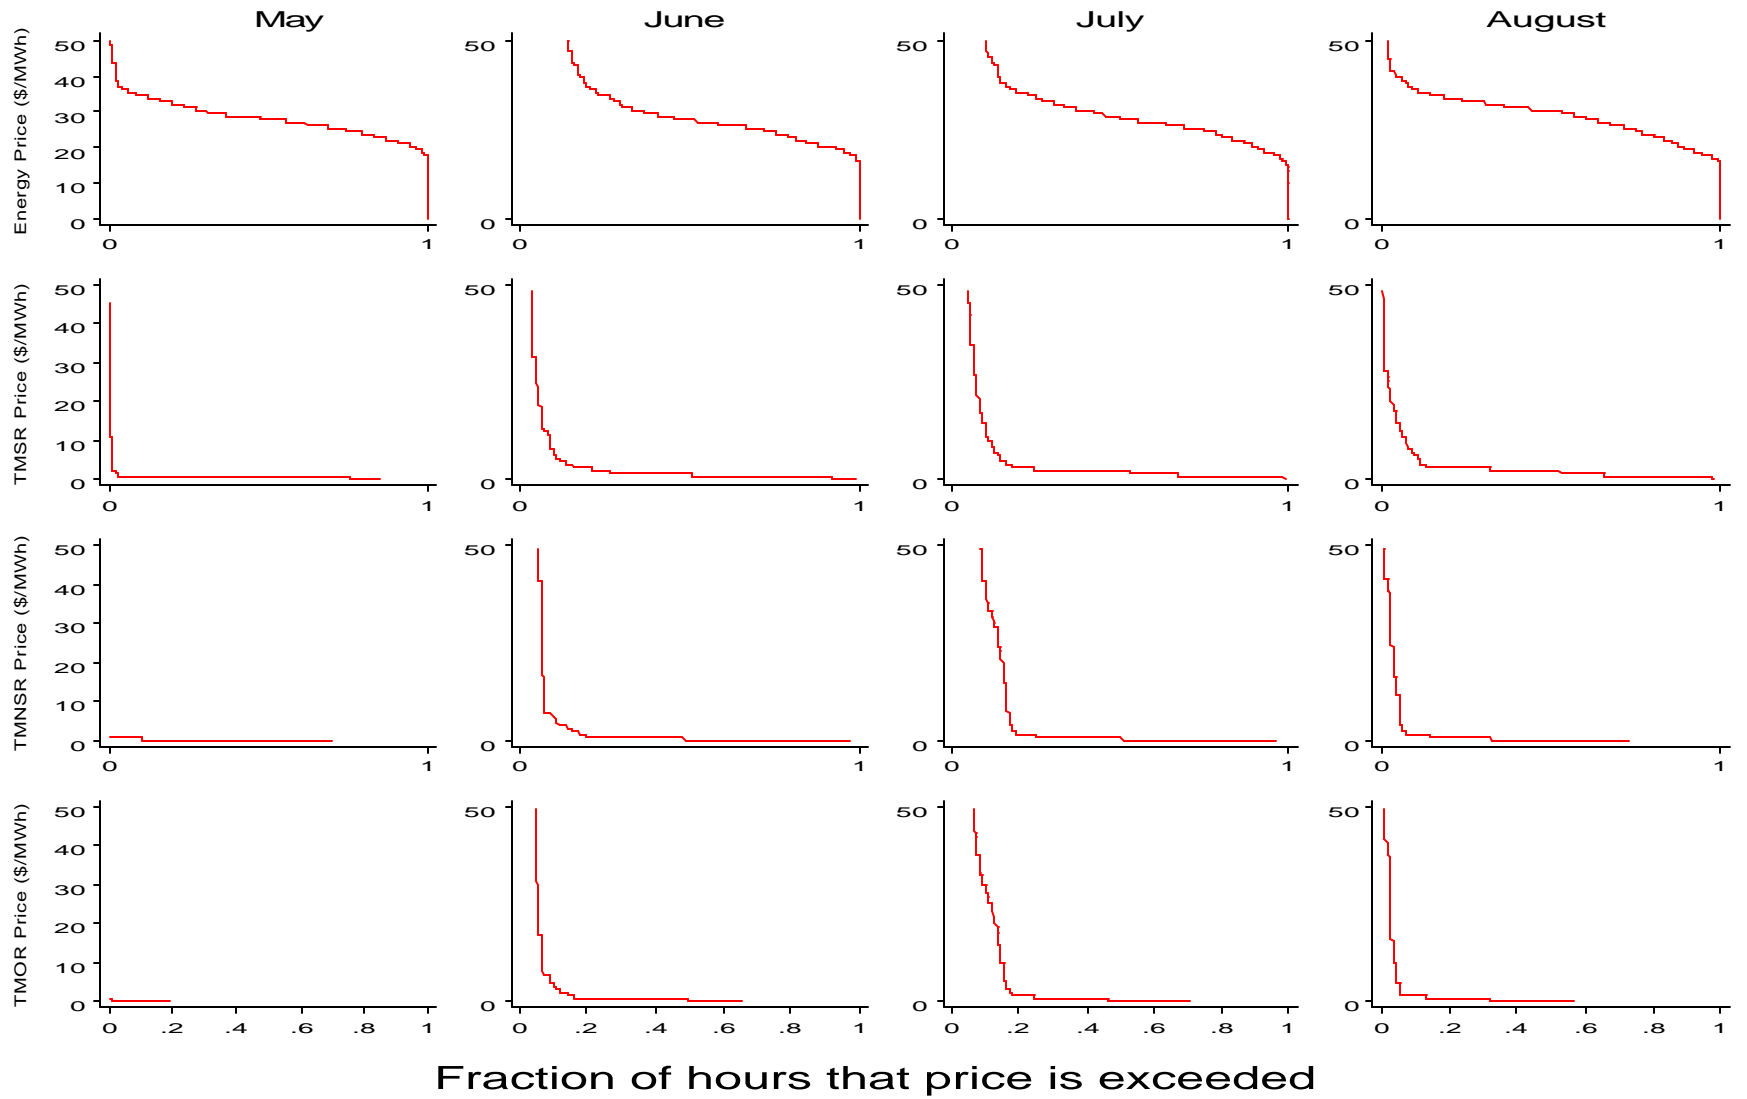 May June July August
Energy Price ($/MWh)
50 50 50 50
40
30
20
10
0 0 0 0
0 1 0 1 0 1 0 1
TMSR Price ($/MWh)
50 50 50 50
40
30
20
10
0 0 0 0
0 1 0 1 0 1 0 1
TMNSR Price ($/MWh)
50 50 50 50
40
30
20
10
0 0 0 0
0 1 0 1 0 1 0 1
TMOR Price ($/MWh)
50 50 50 50
40
30
20
10
0 0 0 0
0 .2 .4 .6 .8 1 0 .2 .4 .6 .8 1 0 .2 .4 .6 .8 1 0 .2 .4 .6 .8 1
Fraction of hours that price is exceeded